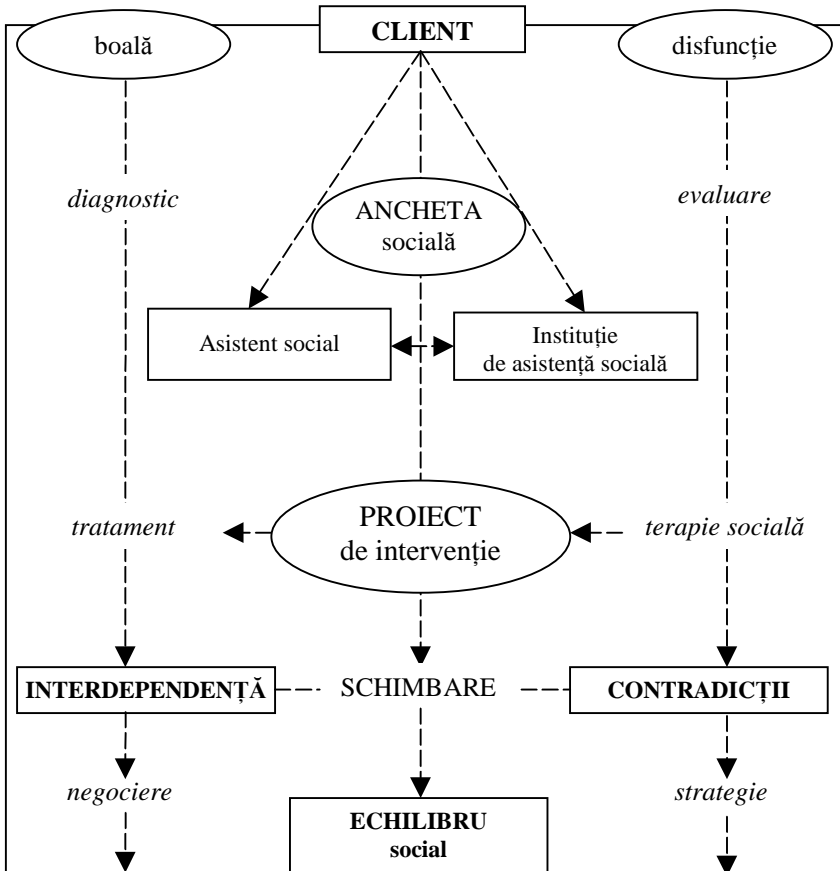 boală
CLIENT
disfuncție
diagnostic
ANCHETA
socială
evaluare
Asistent social
Instituție
de asistență socială
tratament
PROIECT
de intervenție
terapie socială
INTERDEPENDENȚĂ
SCHIMBARE
CONTRADICȚII
negociere
strategie
ECHILIBRU
social